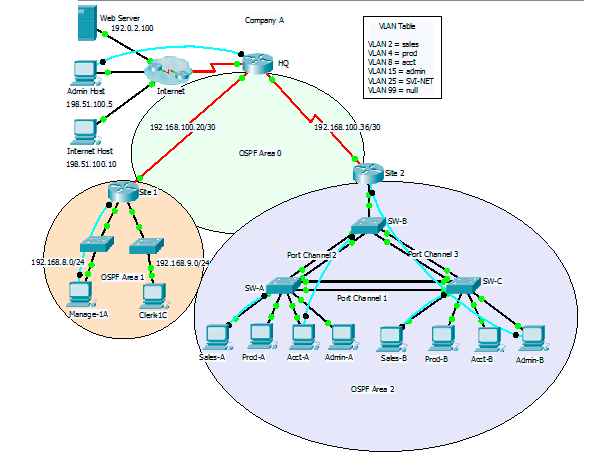 Web Server
192.0.2.100
Company A
VLAN Table
VLAN 2 = sales
VLAN 4 = prod
VLAN 8 = acct
VLAN 15 = admin
VLAN 25 = SVI-NET
VLAN 99 = null
HQ
Admin Host
198.51.100.5
Internet
Internet Host
198.51.100.10
192.168.100.20/30
192.168.100.36/30
OSPF Area 0
Site 1
Site 2
SW-B
192.168.8.0/24
192.168.9.0/24
OSPF Area 1
Manage-1A
Clerk1C
Port Channel 2
Port Channel 3
SW-A
SW-C
Port Channel 1
Sales-A
Prod-A
Acct-A
Admin-A
Sales-B
Prod-B
Acct-B
Admin-B
OSPF Area 2